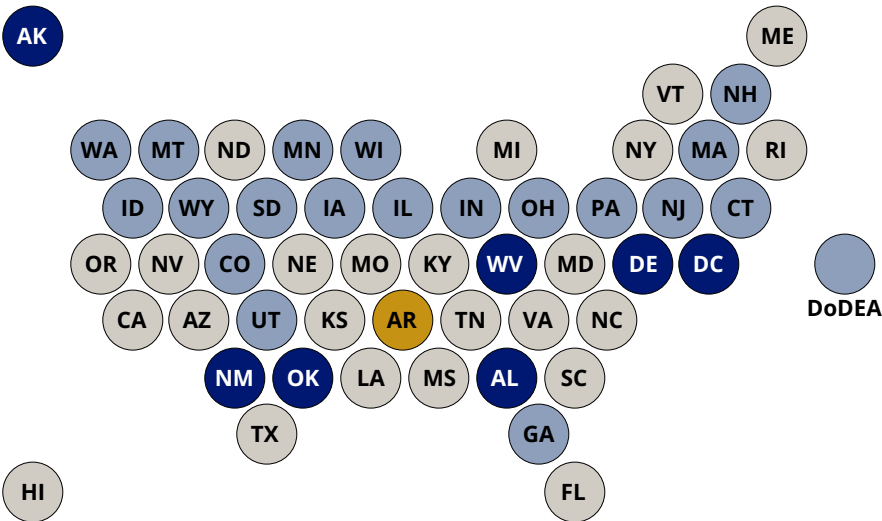 AK ME
VT NH
WA MT ND MN WI MI NY MA RI
ID WY SD IA IL IN OH PA NJ CT
OR NV CO NE MO KY WV MD DE DC
DoDEA
CA AZ UT KS AR TN VA NC
NM OK LA MS AL SC
TX GA
HI FL